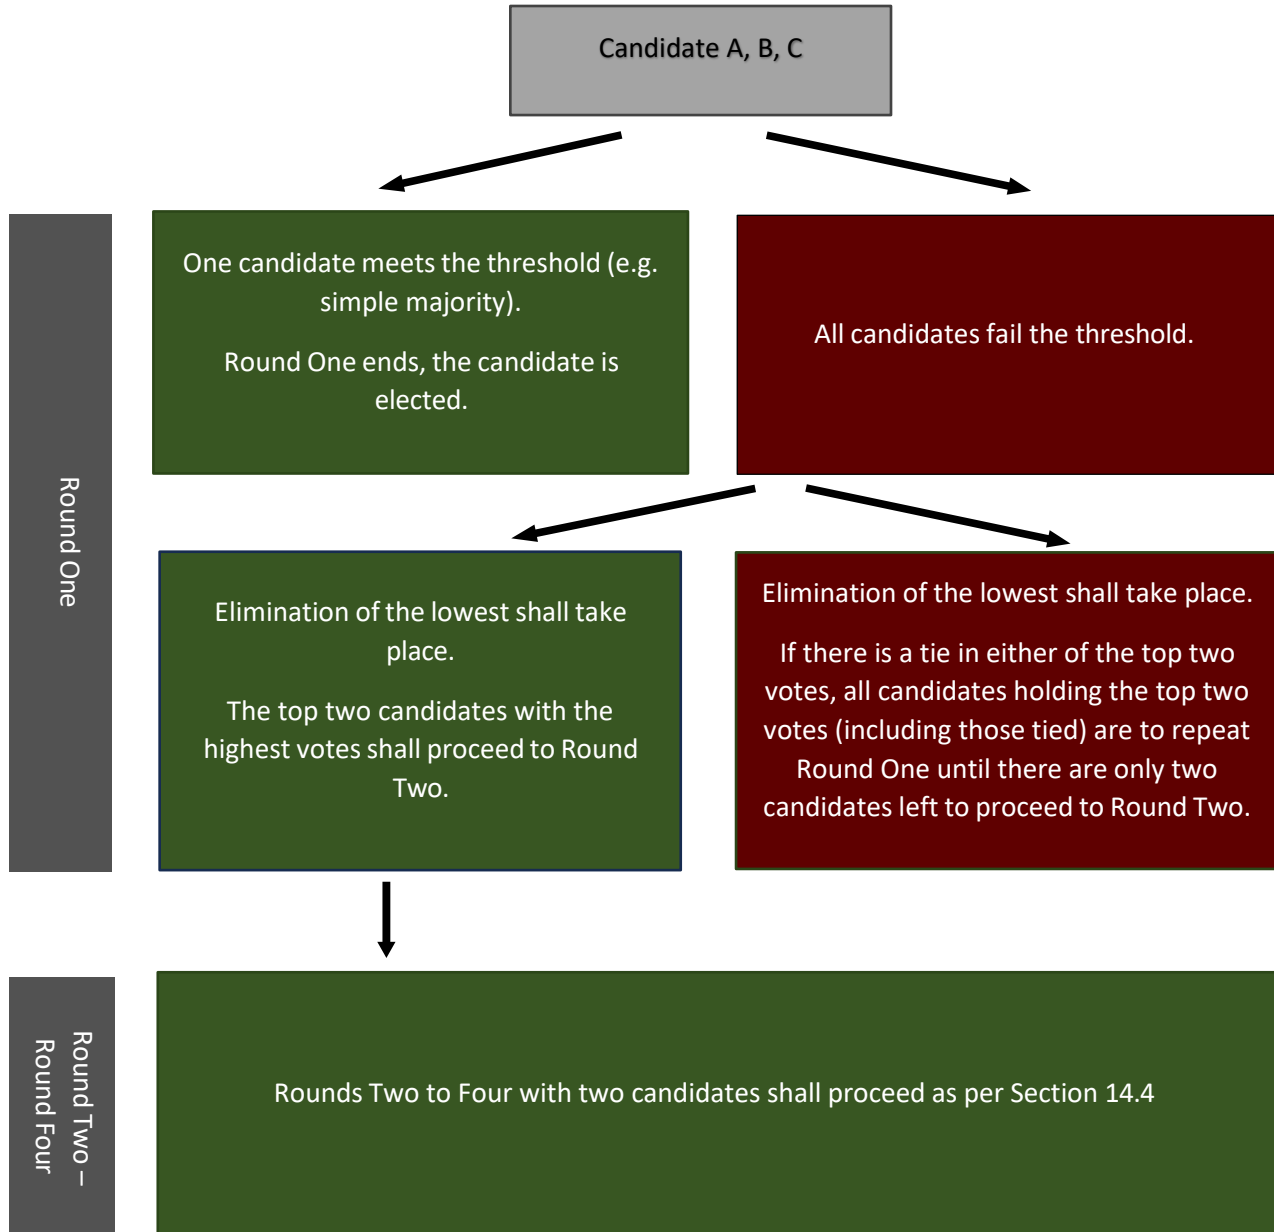 Candidate A, B, C
Round One
One candidate meets the threshold (e.g.
simple majority).
Round One ends, the candidate is
elected.
All candidates fail the threshold.
Elimination of the lowest shall take
place.
The top two candidates with the
highest votes shall proceed to Round
Two.
Elimination of the lowest shall take place.
If there is a tie in either of the top two
votes, all candidates holding the top two
votes (including those tied) are to repeat
Round One until there are only two
candidates left to proceed to Round Two.
Round Two –
Round Four
Rounds Two to Four with two candidates shall proceed as per Section 14.4